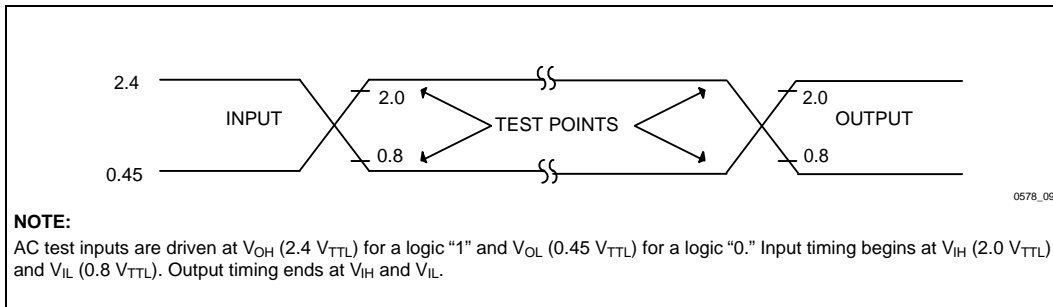 2.4
2.0
2.0
INPUT
TEST POINTS
OUTPUT
0.8
0.8
0.45
0578_09
NOTE:
AC test inputs are driven at VOH (2.4 VTTL) for a logic “1” and VOL (0.45 VTTL) for a logic “0.” Input timing begins at VIH (2.0 VTTL)
and VIL (0.8 VTTL). Output timing ends at VIH and VIL.